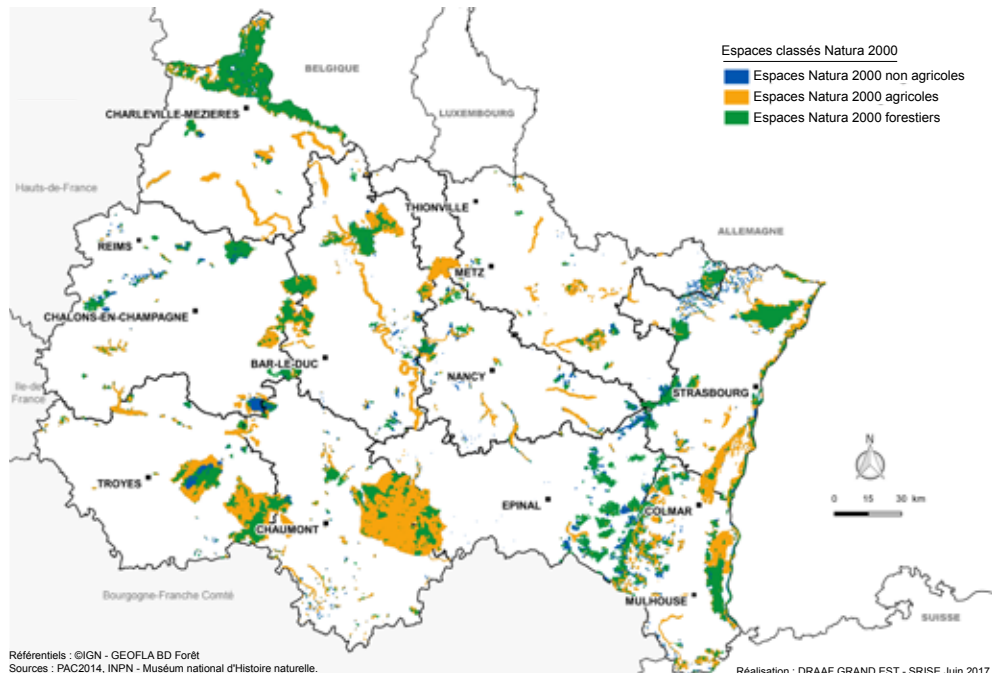 Espaces classés Natura 2000
Espaces Natura 2000 non agricoles
Espaces Natura 2000 agricoles
Espaces Natura 2000 forestiers
BELGIQUE
LUXEMBOURG
CHARLEVILLE-MEZIERES
Hauts-de-France
THIONVILLE
ALLEMAGNE
REIMS
METZ
CHALONS-EN-CHAMPAGNE
BAR-LE-DUC
NANCY
Ile-de
France
STRASBOURG
N
TROYES
EPINAL
0 15 30 km
COLMAR
CHAUMONT
Bourgogne-Franche Comté
MULHOUSE
SUISSE
Référentiels : ©IGN - GEOFLA BD Forêt
Sources : PAC2014, INPN - Muséum national d'Histoire naturelle.
Réalisation : DRAAF GRAND EST - SRISE Juin 2017